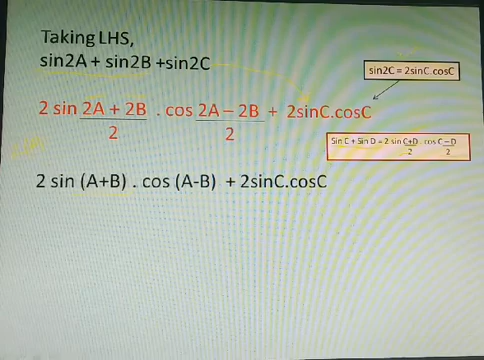 Taking LHS,
sin2A + sin2B +sin2C
sin2C = 2sinC.cosC
2 sin 2A + 2B . cos 2A – 2B + 2sinC.cosC
2 2
Sin C + Sin D = 2 sin C+D . cos C–D
2 2
2 sin (A+B) . cos (A-B) + 2sinC.cosC